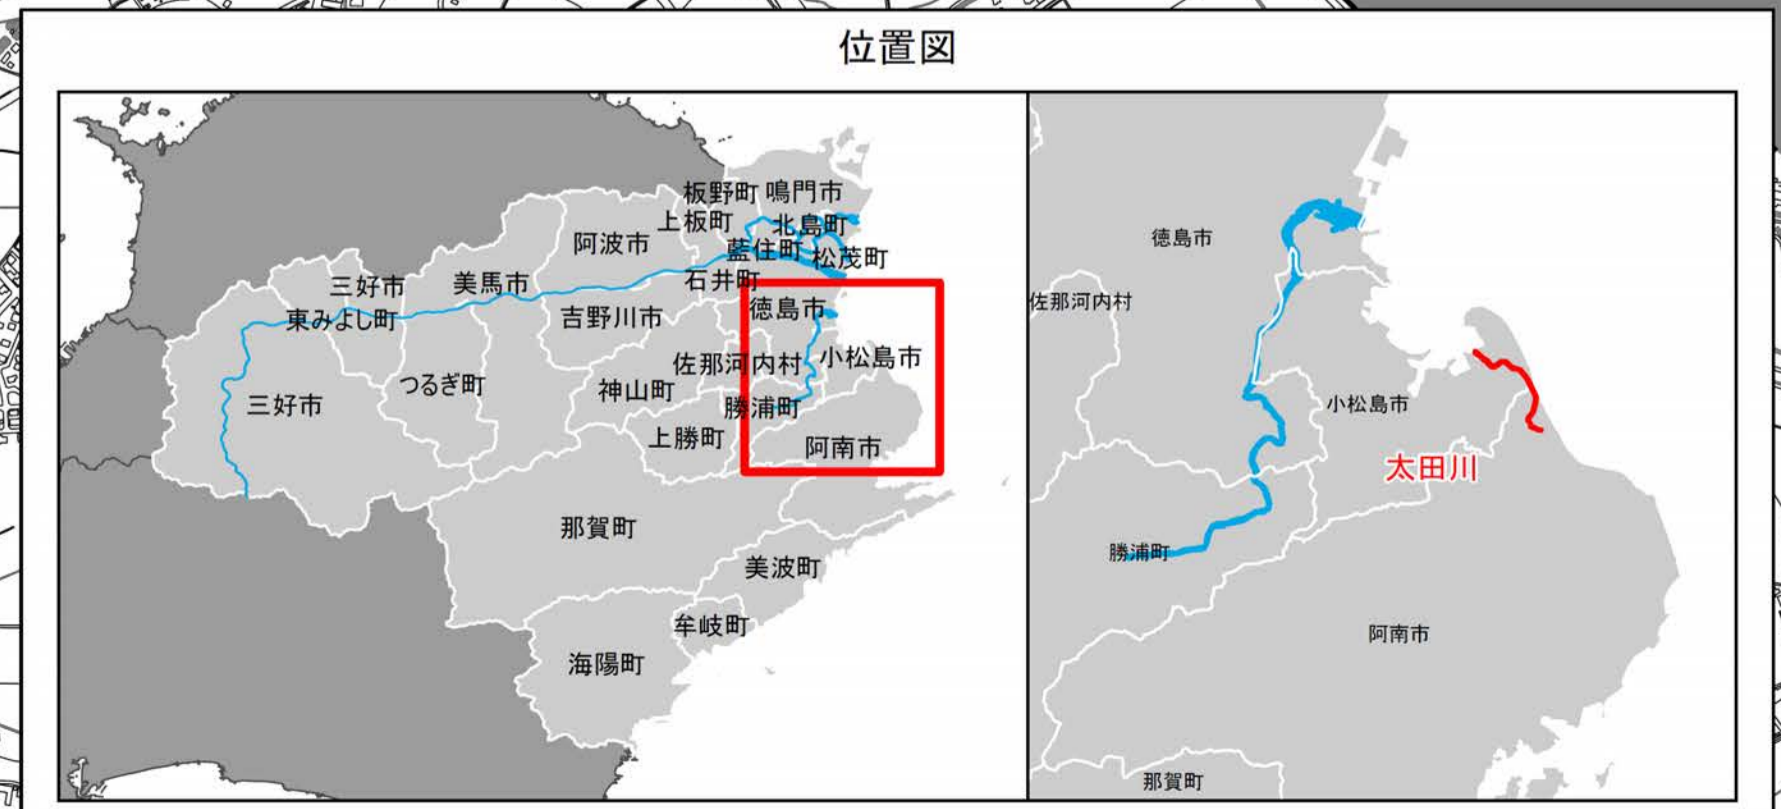 位置図
板野町
鳴門市
上板町
北島町
阿波市
藍住町
松茂町
三好市
美馬市
石井町
東みよし町
吉野川市
徳島市
佐那河内村
小松島市
つるぎ町
神山町
三好市
勝浦町
上勝町
阿南市
那賀町
美波町
牟岐町
海陽町
徳島市
佐那河内村
小松島市
太田川
勝浦町
阿南市
那賀町